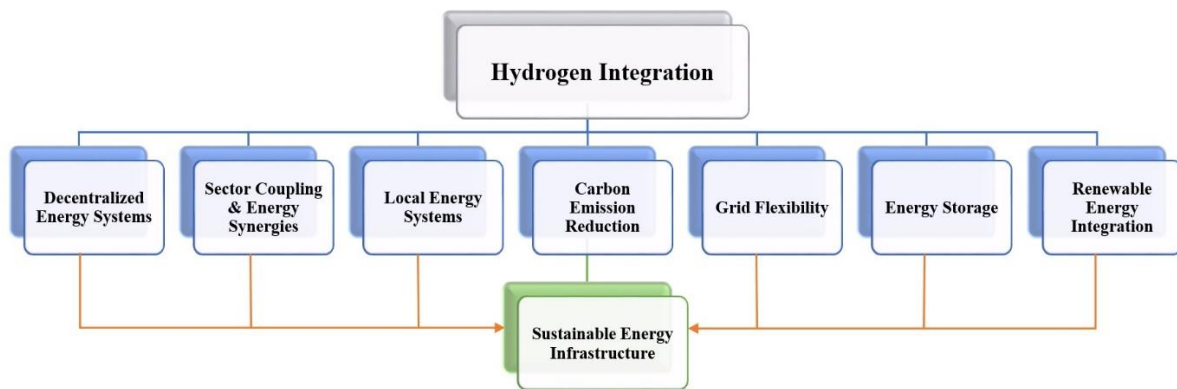 Hydrogen Integration
Decentralized
Energy Systems
Sector Coupling
& Energy
Synergies
Local Energy
Systems
Carbon
Emission
Reduction
Grid Flexibility
Energy Storage
Renewable
Energy
Integration
Sustainable Energy
Infrastructure